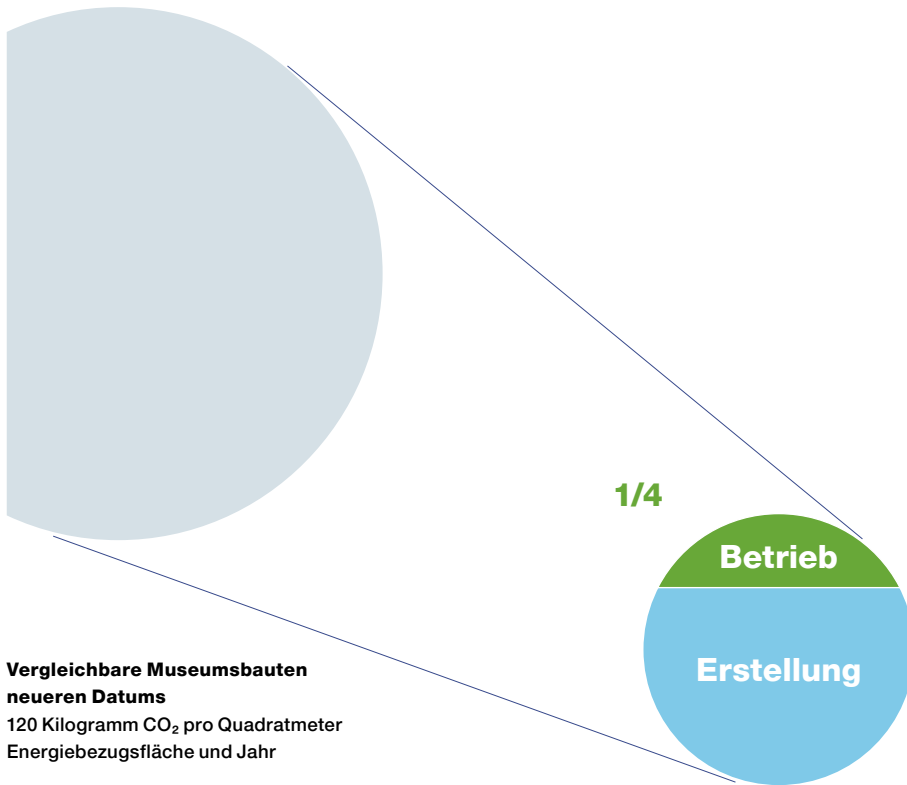 1/4
Betrieb
Erstellung
Vergleichbare Museumsbauten
neueren Datums
120 Kilogramm CO₂ pro Quadratmeter
Energiebezugsfläche und Jahr